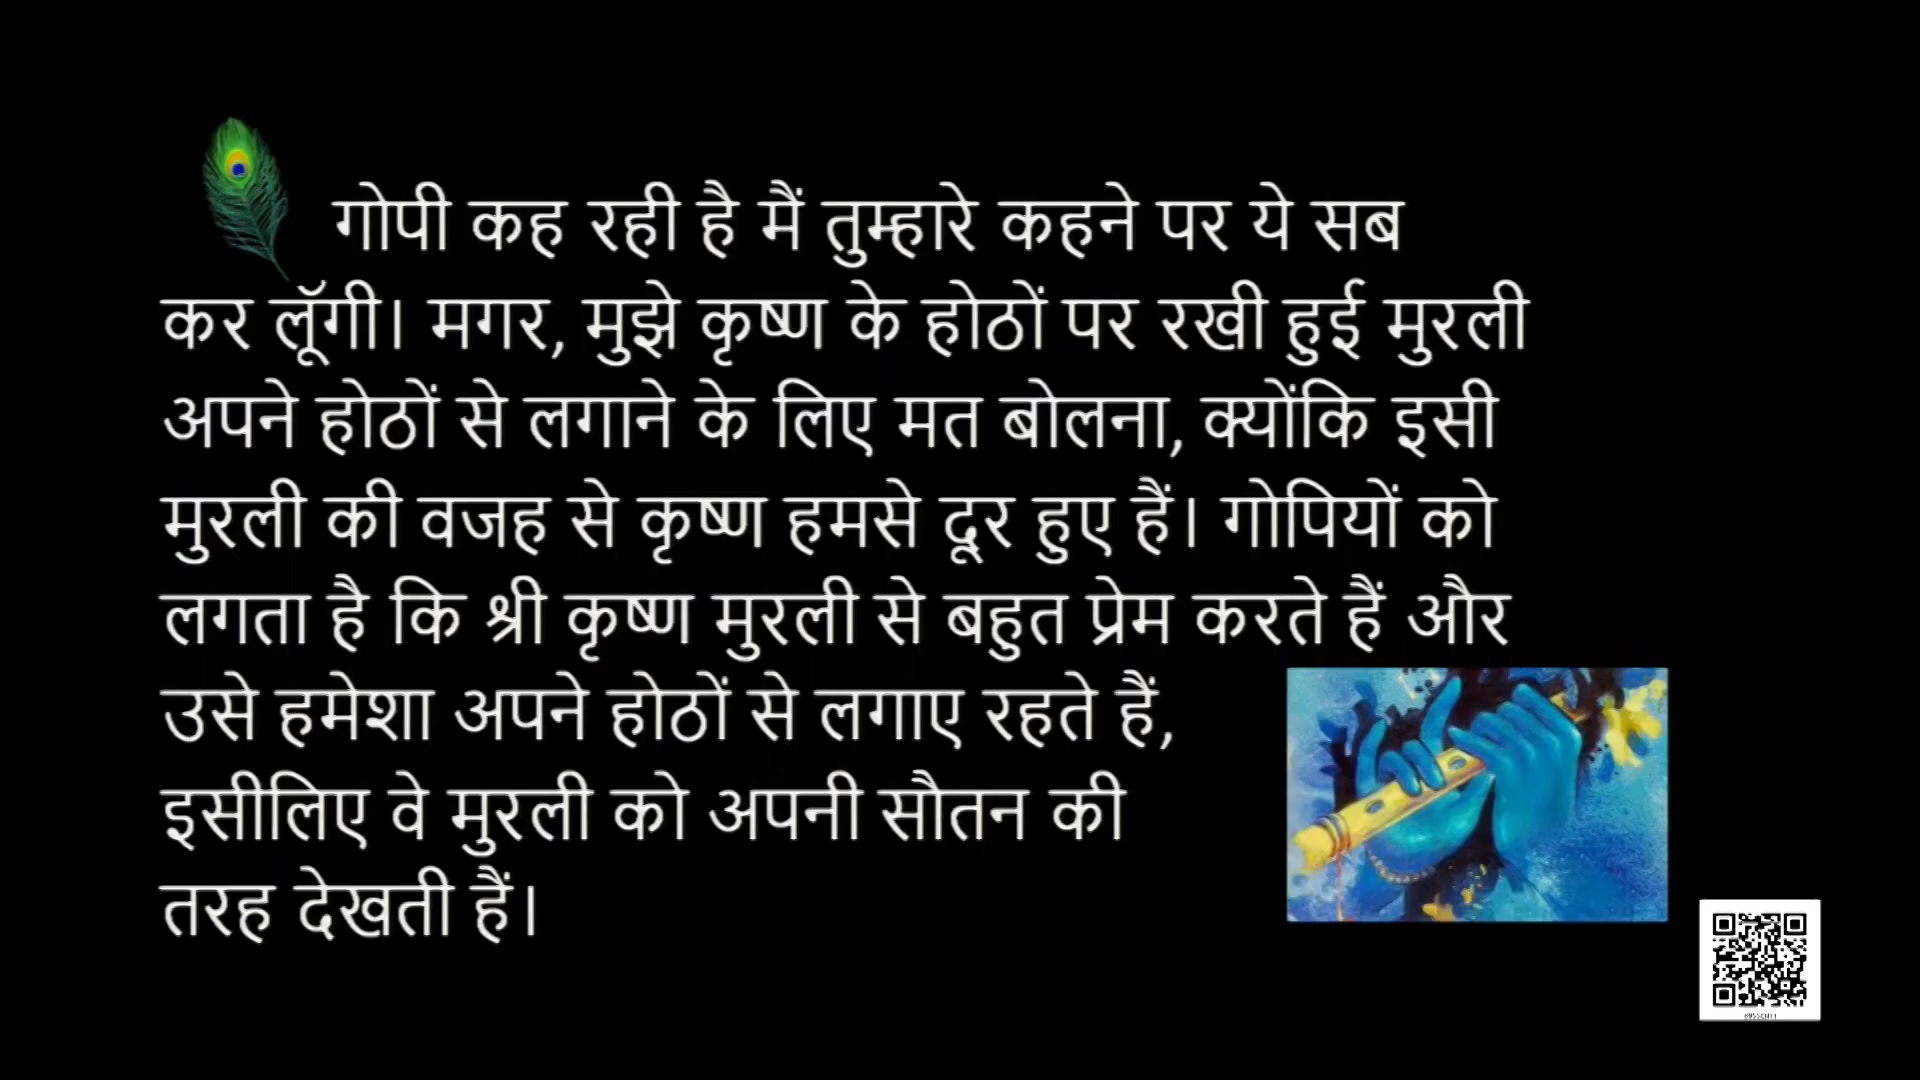 गोपी कह रही है मैं तुम्हारे कहने पर ये सब
कर लूॅगी। मगर, मुझे कृष्ण के होठों पर रखी हुई मुरली
अपने होठों से लगाने के लिए मत बोलना, क्योंकि इसी
मुरली की वजह से कृष्ण हमसे दूर हुए हैं। गोपियों को
लगता है कि श्री कृष्ण मुरली से बहुत प्रेम करते हैं और
उसे हमेशा अपने होठों से लगाए रहते हैं,
इसीलिए वे मुरली को अपनी सौतन की
तरह देखती हैं।